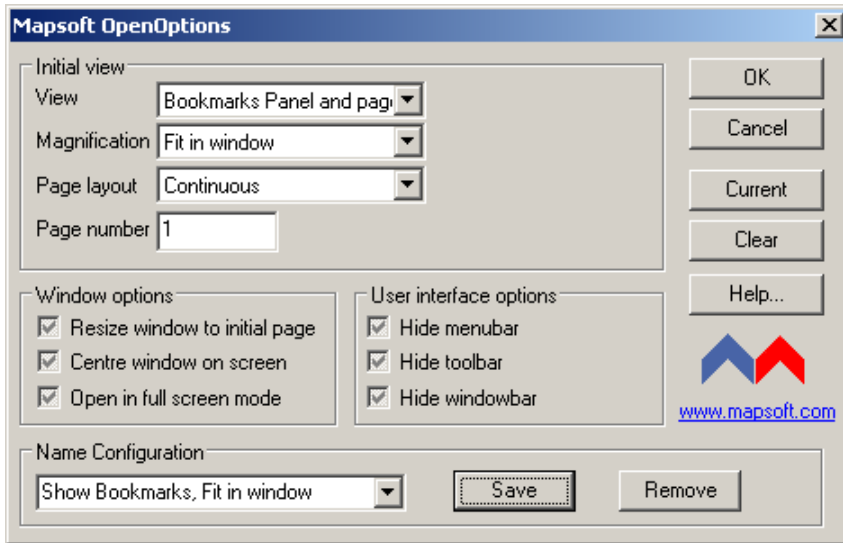 Mapsoft OpenOptions
Initial view
View
Bookmarks Panel and pag
Magnification
Fit in window
Page layout
Continuous
Page number
1
OK
Cancel
Current
Clear
Help...
Window options
Resize window to initial page
Centre window on screen
Open in full screen mode
User interface options
Hide menubar
Hide toolbar
Hide windowbar
www.mapsoft.com
Name Configuration
Show Bookmarks, Fit in window
Save
Remove